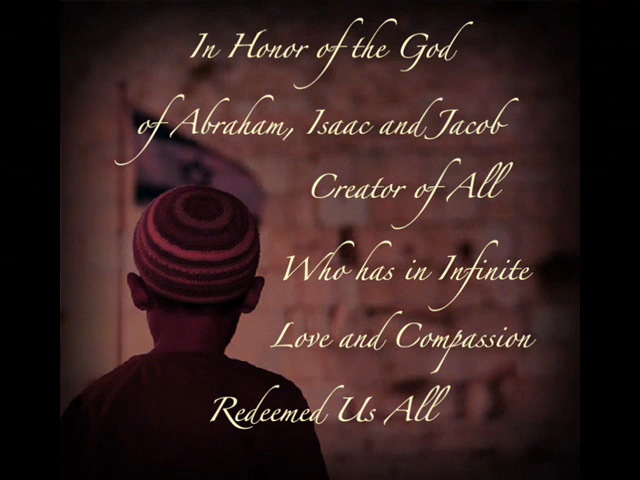 In Honor of the God
of Abraham, Isaac and Jacob
Creator of All
Who has in Infinite
Love and Compassion
Redeemed Us All